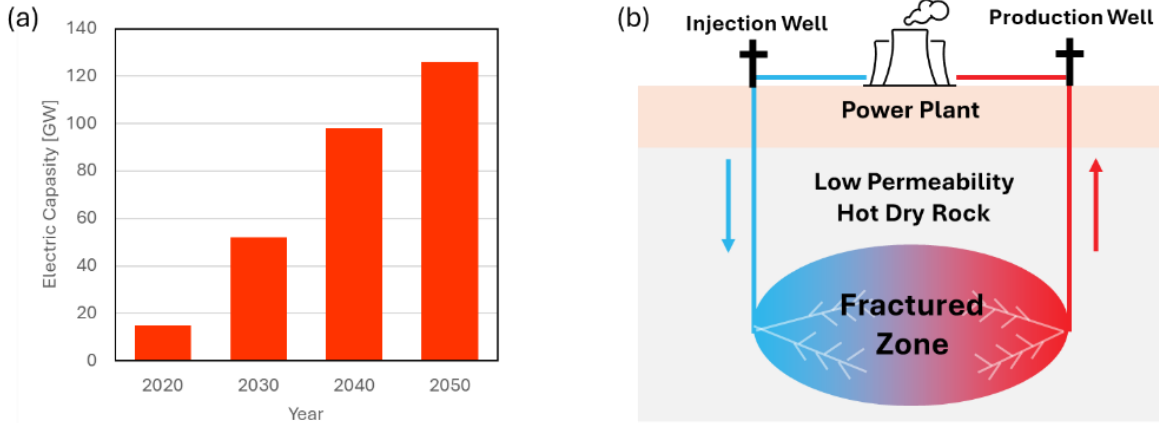 (a)
140
120
100
80
60
40
20
0
Electric Capasity [GW]
2020 2030 2040 2050
Year
(b)
Injection Well
Production Well
Power Plant
Low Permeability
Hot Dry Rock
Fractured
Zone